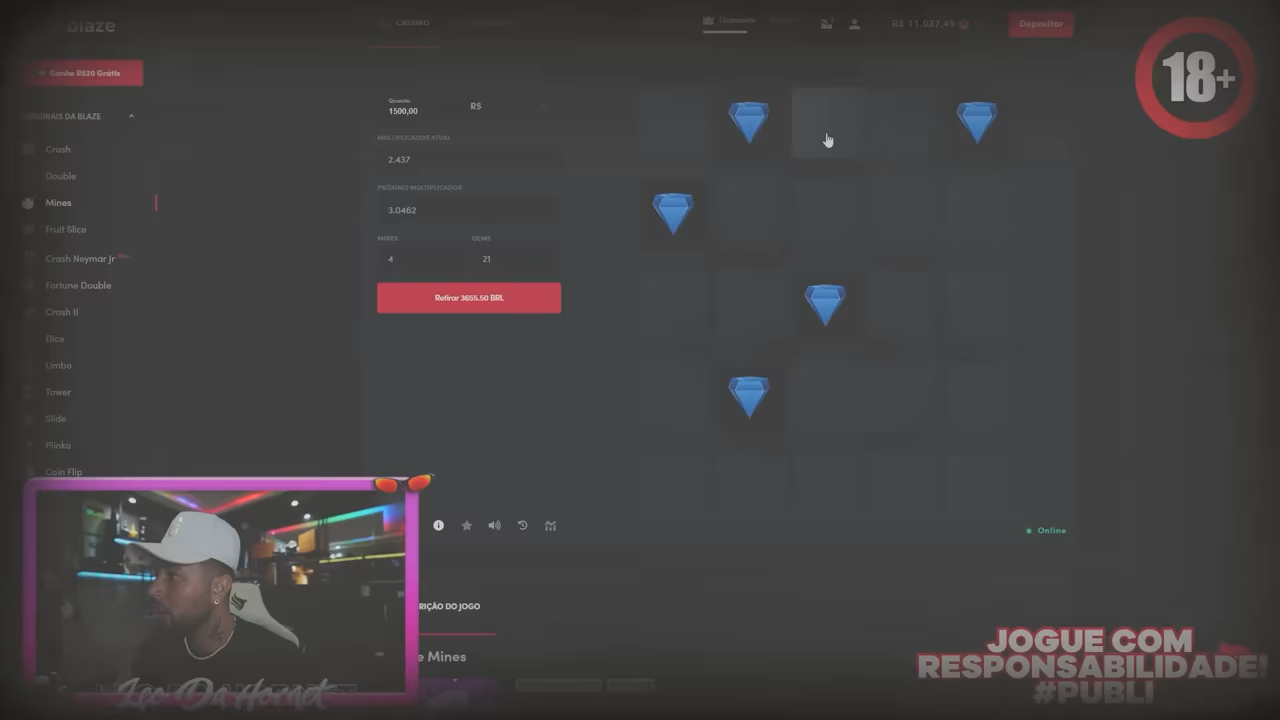 blaze
CASSINO
R$ 11.037,49
Depositar
18+
Ganhe R$20 Grátis
ORIGINAIS DA BLAZE
Quantia
1500,00
R$
Crash
MULTIPLICADOR ATUAL
2.437
Double
PRÓXIMO MULTIPLICADOR
Mines
3.0462
Fruit Slice
MINES
GEMS
Crash Neymar Jr
4
21
Fortune Double
Retirar 3655.50 BRL
Crash II
Dice
Limbo
Tower
Slide
Plinko
Coin Flip
Online
RIÇÃO DO JOGO
e Mines
Leo Da Hornet
JOGUE COM
RESPONSABILIDADE!
#PUBLI